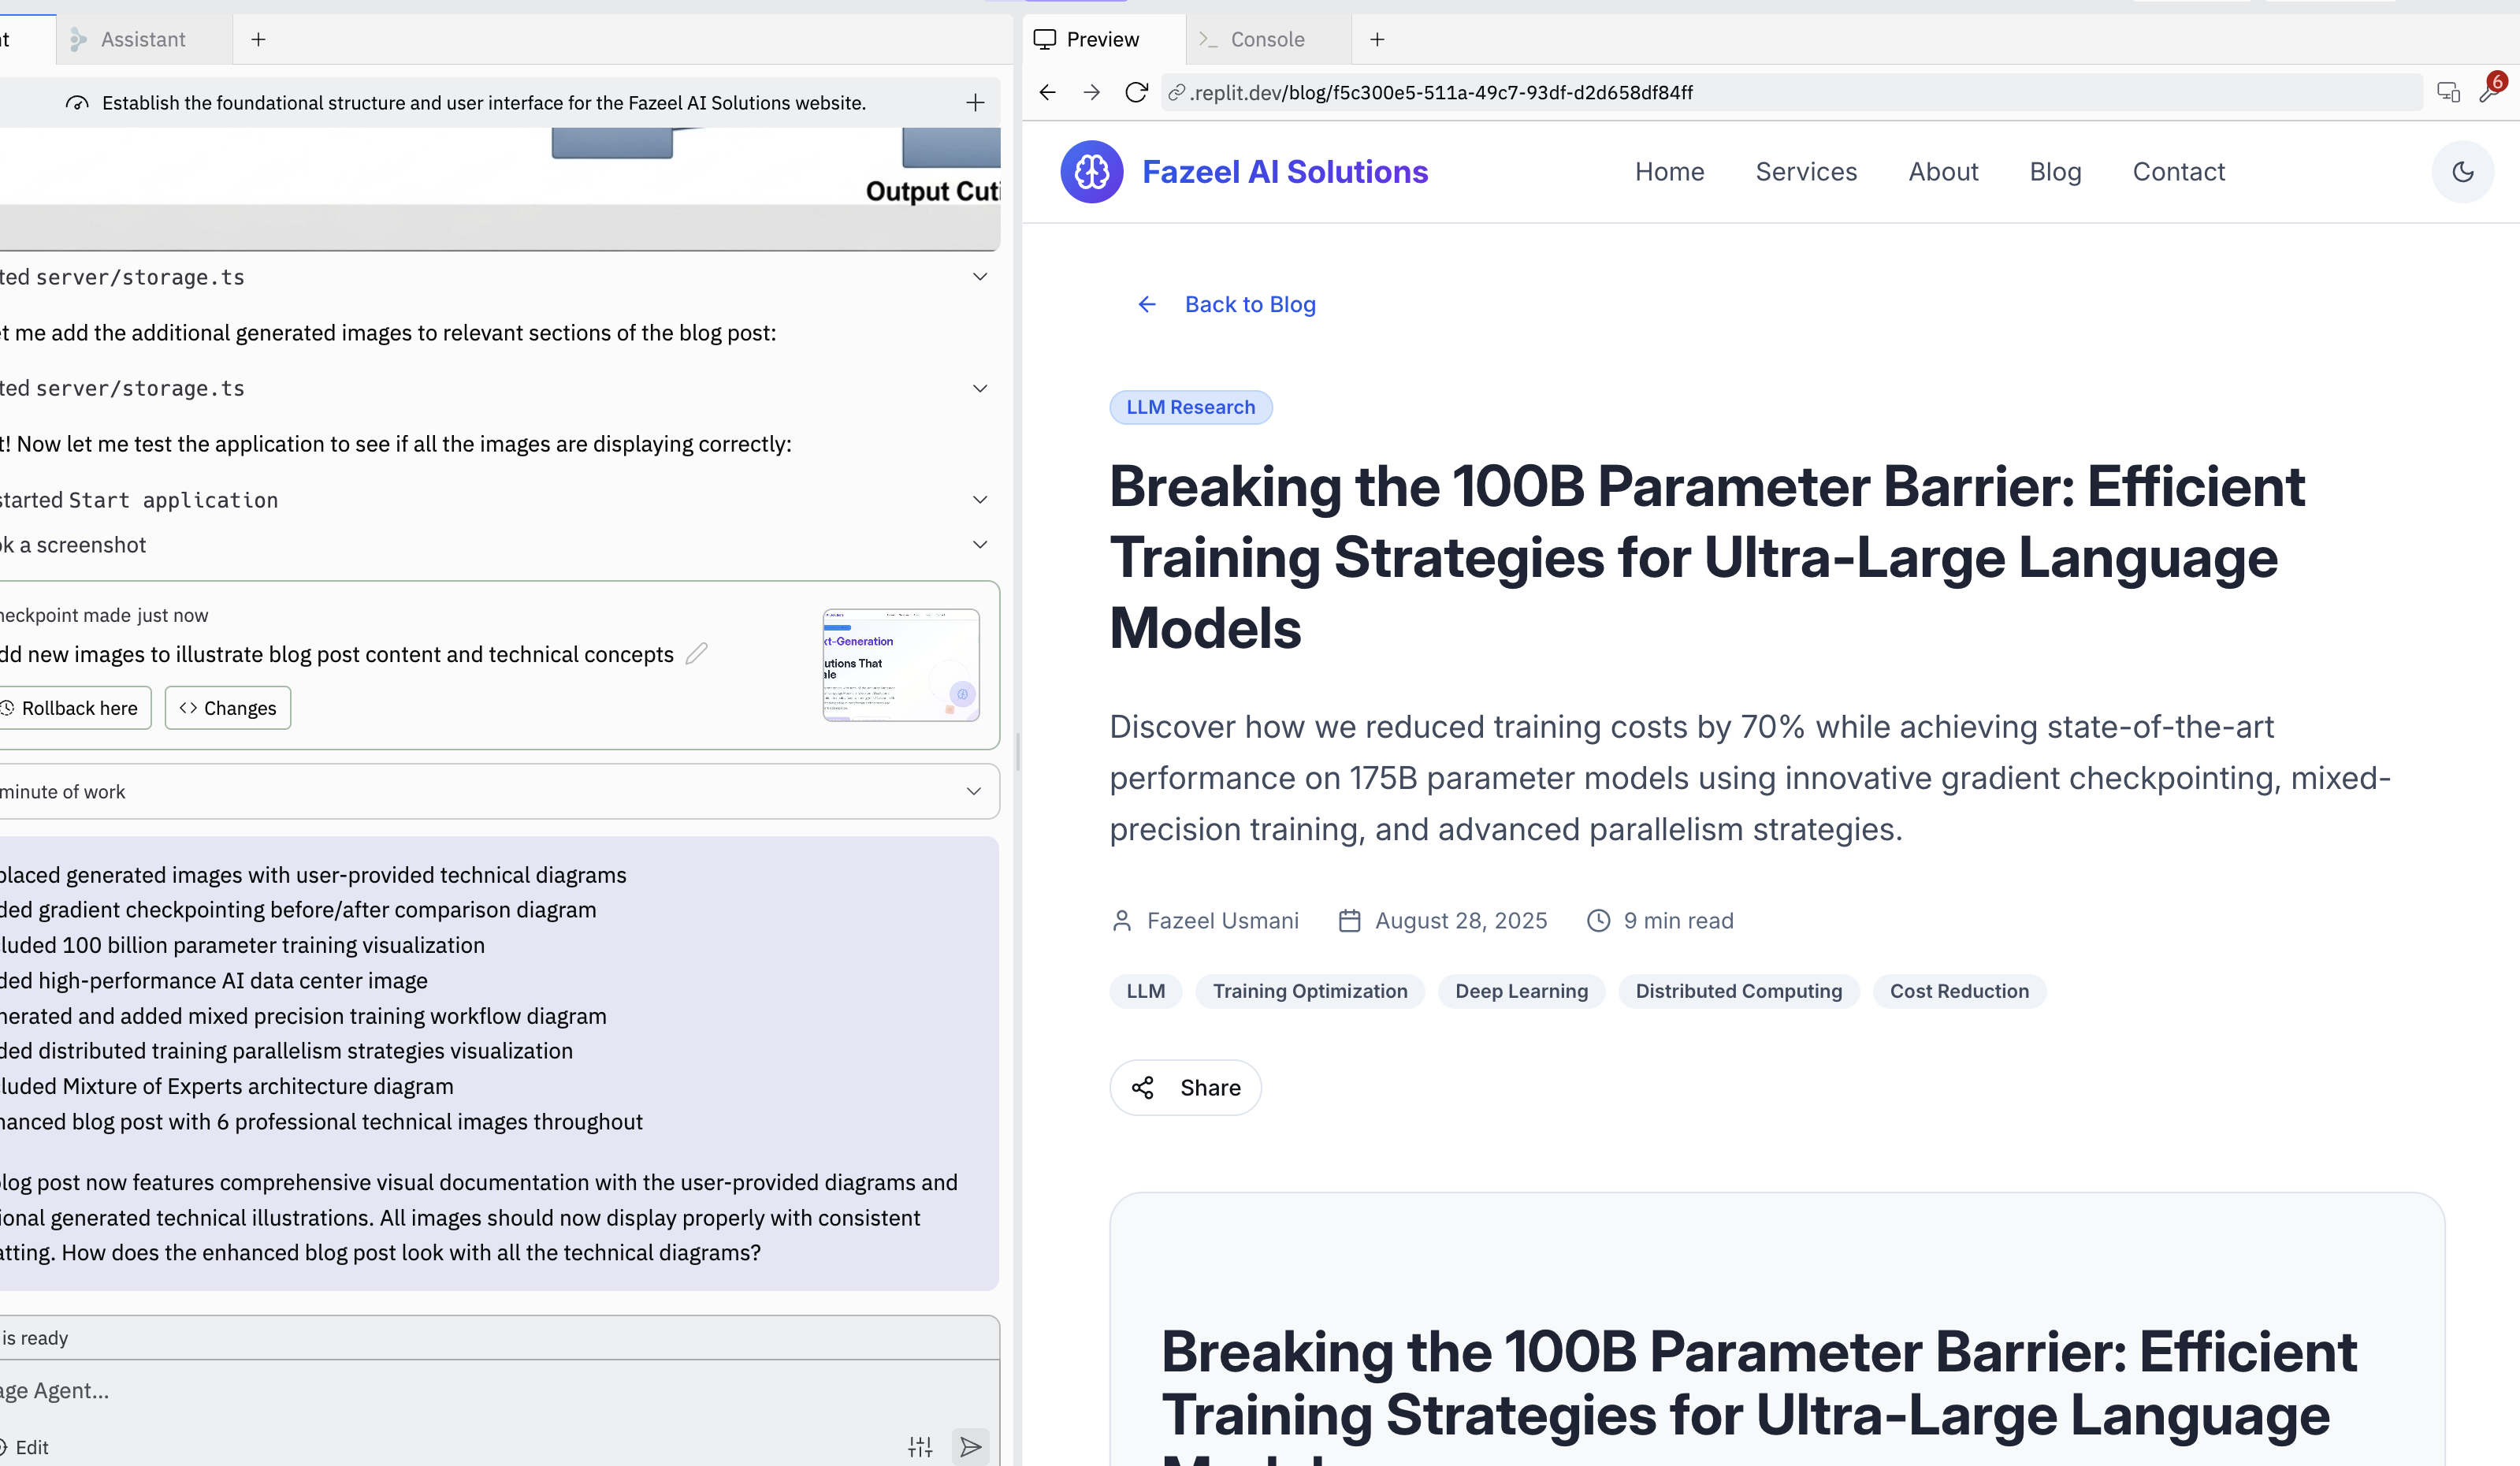 Assistant
Establish the foundational structure and user interface for the Fazeel AI Solutions website.
Output Cuti
ted server/storage.ts
t me add the additional generated images to relevant sections of the blog post:
ted server/storage.ts
t! Now let me test the application to see if all the images are displaying correctly:
started Start application
ok a screenshot
heckpoint made just now
dd new images to illustrate blog post content and technical concepts
Rollback here
Changes
xt-Generation
utions That
ale
minute of work
placed generated images with user-provided technical diagrams
ded gradient checkpointing before/after comparison diagram
cluded 100 billion parameter training visualization
ded high-performance AI data center image
nerated and added mixed precision training workflow diagram
ded distributed training parallelism strategies visualization
cluded Mixture of Experts architecture diagram
hanced blog post with 6 professional technical images throughout
log post now features comprehensive visual documentation with the user-provided diagrams and
ional generated technical illustrations. All images should now display properly with consistent
atting. How does the enhanced blog post look with all the technical diagrams?
is ready
age Agent...
Edit
Preview
Console
.replit.dev/blog/f5c300e5-511a-49c7-93df-d2d658df84ff
6
Fazeel AI Solutions
Home
Services
About
Blog
Contact
Back to Blog
LLM Research
Breaking the 100B Parameter Barrier: Efficient
Training Strategies for Ultra-Large Language
Models
Discover how we reduced training costs by 70% while achieving state-of-the-art
performance on 175B parameter models using innovative gradient checkpointing, mixed-
precision training, and advanced parallelism strategies.
Fazeel Usmani
August 28, 2025
9 min read
LLM
Training Optimization
Deep Learning
Distributed Computing
Cost Reduction
Share
Breaking the 100B Parameter Barrier: Efficient
Training Strategies for Ultra-Large Language